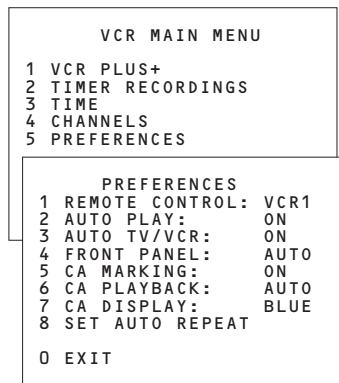 VCR MAIN MENU
1 VCR PLUS+
2 TIMER RECORDINGS
3 TIME
4 CHANNELS
5 PREFERENCES
PREFERENCES
1 REMOTE CONTROL: VCR1
2 AUTO PLAY: ON
3 AUTO TV/VCR: ON
4 FRONT PANEL: AUTO
5 CA MARKING: ON
6 CA PLAYBACK: AUTO
7 CA DISPLAY: BLUE
8 SET AUTO REPEAT
0 EXIT